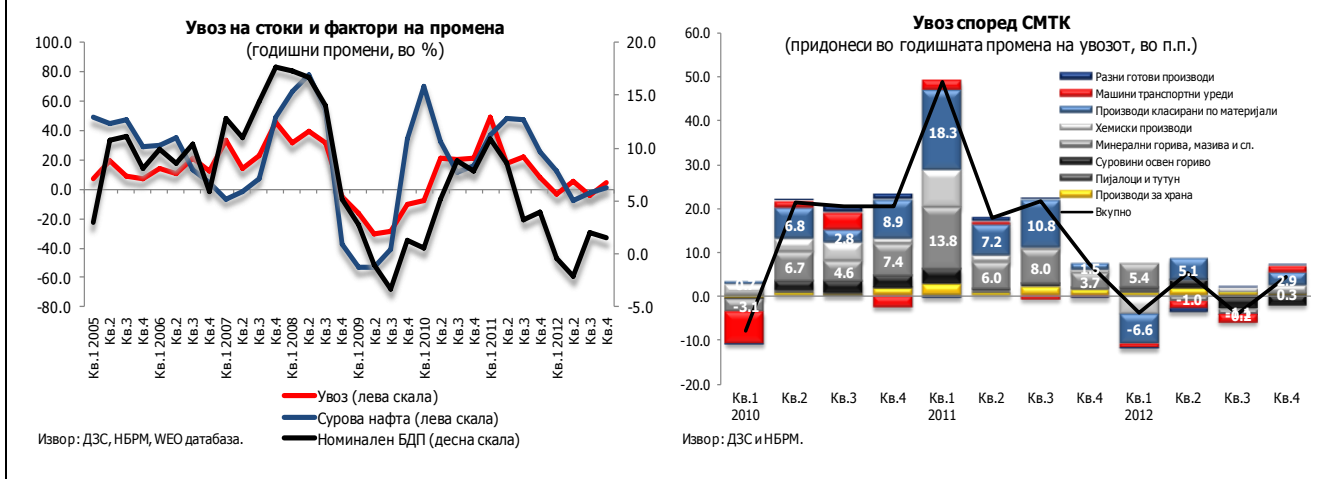 Увоз на стоки и фактори на промена
(годишни промени, во %)
100.0
80.0
60.0
40.0
20.0
0.0
-20.0
-40.0
-60.0
-80.0
20.0
15.0
10.0
5.0
0.0
-5.0
Кв.1 2005
Кв.2
Кв.3
Кв.4
Кв.1 2006
Кв.2
Кв.3
Кв.4
Кв.1 2007
Кв.2
Кв.3
Кв.4
Кв.1 2008
Кв.2
Кв.3
Кв.4
Кв.1 2009
Кв.2
Кв.3
Кв.4
Кв.1 2010
Кв.2
Кв.3
Кв.4
Кв.1 2011
Кв.2
Кв.3
Кв.4
Кв.1 2012
Кв.2
Кв.3
Кв.4
Увоз (лева скала)
Сурова нафта (лева скала)
Номинален БДП (десна скала)
Извор: ДЗС, НБРМ, WEO датабаза.
Увоз според СМТК
(придонеси во годишната промена на увозот, во п.п.)
60.0
50.0
40.0
30.0
20.0
10.0
0.0
-10.0
-20.0
Разни готови производи
Машини транспортни уреди
Производи класирани по материјали
Хемиски производи
Минерални горива, мазива и сл.
Суровини освен гориво
Пијалоци и тутун
Производи за храна
Вкупно
-3.1
6.8
6.7
2.8
4.6
8.9
7.4
18.3
13.8
7.2
6.0
10.8
8.0
1.5
3.7
5.4
-6.6
5.1
-1.0
2.9
0.3
Кв.1
2010
Кв.2
Кв.3
Кв.4
Кв.1
2011
Кв.2
Кв.3
Кв.4
Кв.1
2012
Кв.2
Кв.3
Кв.4
Извор: ДЗС и НБРМ.